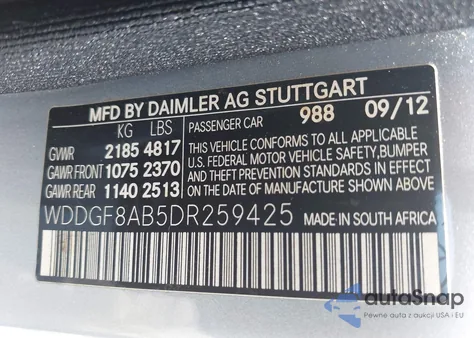 MFD BY DAIMLER AG STUTTGART
KG LBS PASSENGER CAR 988 09/12
GVWR 2185 4817
GAWR FRONT 1075 2370
GAWR REAR 1140 2513
THIS VEHICLE CONFORMS TO ALL APPLICABLE
U.S. FEDERAL MOTOR VEHICLE SAFETY, BUMPER,
AND THEFT PREVENTION STANDARDS IN EFFECT
ON THE DATE OF MANUFACTURE SHOWN ABOVE.
WDDGF8AB5DR259425 MADE IN SOUTH AFRICA
autoSnap
Pewne auta z aukcji USA i EU